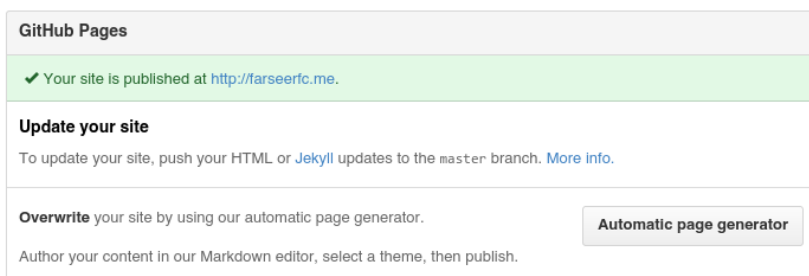 GitHub Pages
✔ Your site is published at http://farseerfc.me.
Update your site
To update your site, push your HTML or Jekyll updates to the master branch. More info.
Overwrite your site by using our automatic page generator.
Automatic page generator
Author your content in our Markdown editor, select a theme, then publish.